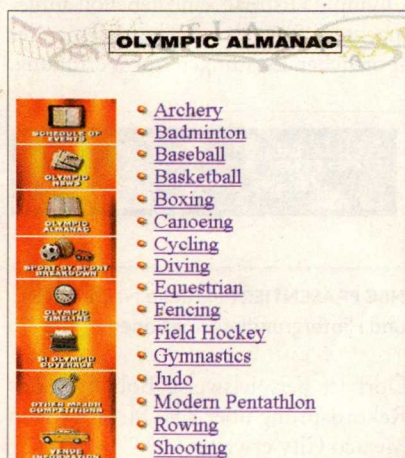 OLYMPIC ALMANAC
SCHEDULE OF
EVENTS
OLYMPIC
NEWS
OLYMPIC
ALMANAC
SPORT-BY-SPORT
BREAKDOWN
OLYMPIC
TIMELINE
SI OLYMPIC
COVERAGE
OTHER MAJOR
COMPETITIONS
VENUE
INFORMATION
Archery
Badminton
Baseball
Basketball
Boxing
Canoeing
Cycling
Diving
Equestrian
Fencing
Field Hockey
Gymnastics
Judo
Modern Pentathlon
Rowing
Shooting